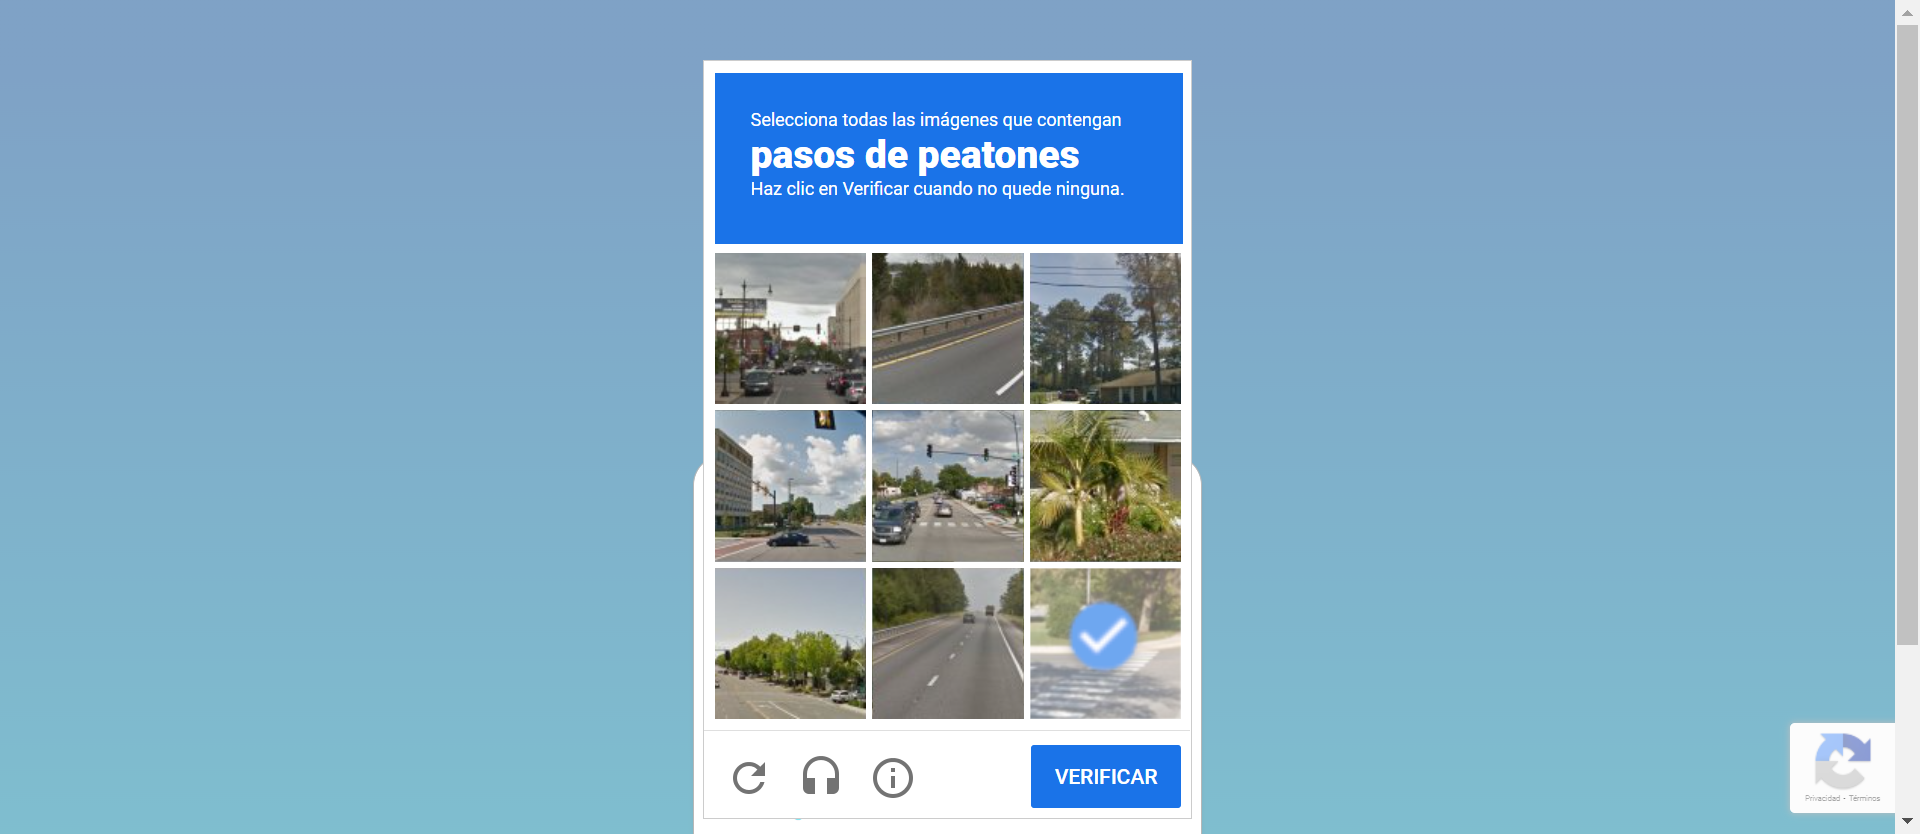 Selecciona todas las imágenes que contengan
pasos de peatones
Haz clic en Verificar cuando no quede ninguna.
VERIFICAR
Privacidad - Términos